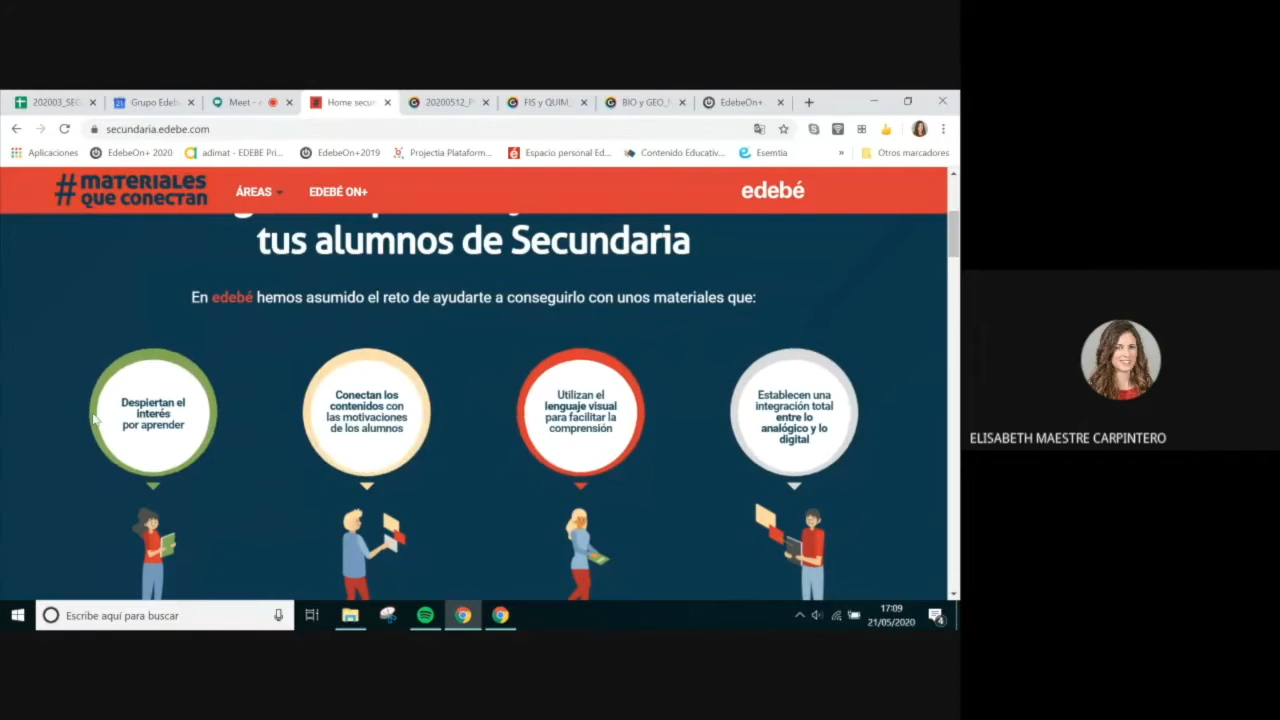 202003_SEG
Grupo Edeb
Meet - e
Home secun
20200512_P
FIS y QUIM_
BIO y GEO_
EdebeOn+
secundaria.edebe.com
Aplicaciones
EdebeOn+ 2020
adimat - EDEBE Pri...
EdebeOn+2019
Projectia Plataform...
Espacio personal Ed...
Contenido Educativ...
Esemtia
»
Otros marcadores
#MATERIALES
QUE CONECTAN
ÁREAS
EDEBÉ ON+
edebé
tus alumnos de Secundaria
En edebé hemos asumido el reto de ayudarte a conseguirlo con unos materiales que:
Despiertan el
interés
por aprender
Conectan los
contenidos con
las motivaciones
de los alumnos
Utilizan el
lenguaje visual
para facilitar la
comprensión
Establecen una
integración total
entre lo
analógico y lo
digital
ELISABETH MAESTRE CARPINTERO
Escribe aquí para buscar
17:09
21/05/2020
4